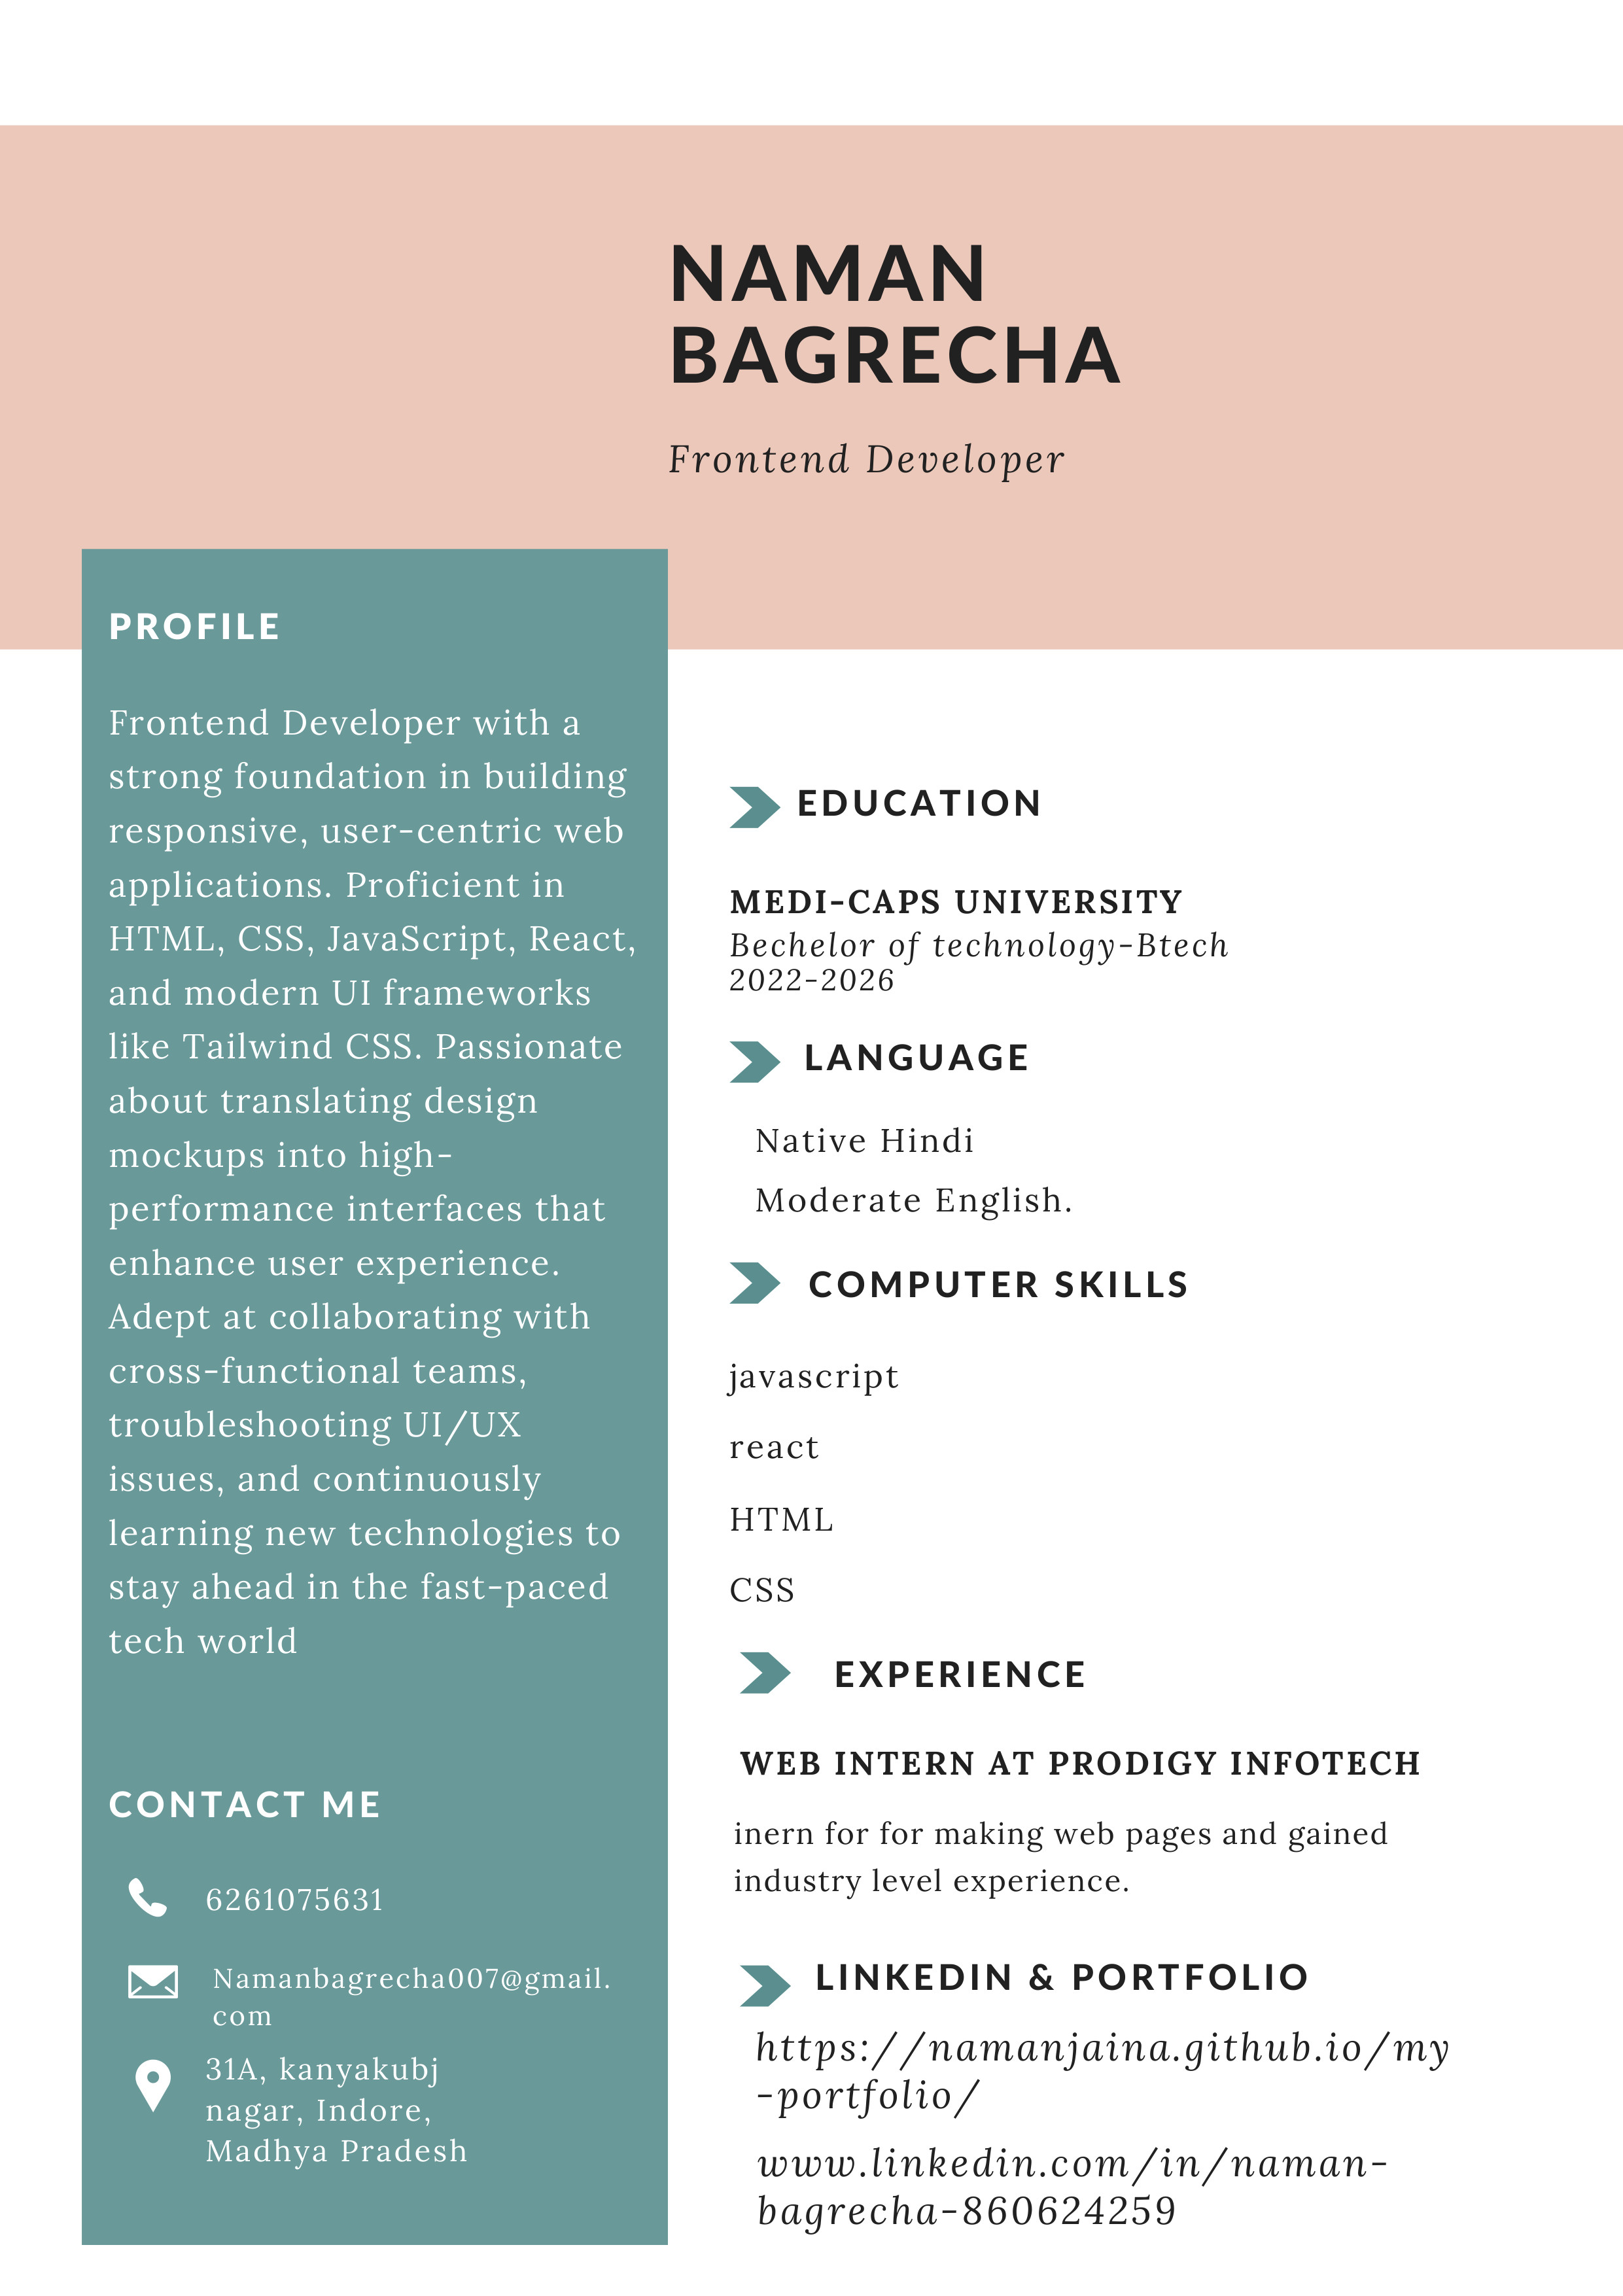 NAMAN
BAGRECHA
Frontend Developer
PROFILE
Frontend Developer with a
strong foundation in building
responsive, user-centric web
applications. Proficient in
HTML, CSS, JavaScript, React,
and modern UI frameworks
like Tailwind CSS. Passionate
about translating design
mockups into high-
performance interfaces that
enhance user experience.
Adept at collaborating with
cross-functional teams,
troubleshooting UI/UX
issues, and continuously
learning new technologies to
stay ahead in the fast-paced
tech world
CONTACT ME
6261075631
Namanbagrecha007@gmail.
com
31A, kanyakubj
nagar, Indore,
Madhya Pradesh
EDUCATION
MEDI-CAPS UNIVERSITY
Bechelor of technology-Btech
2022-2026
LANGUAGE
Native Hindi
Moderate English.
COMPUTER SKILLS
javascript
react
HTML
CSS
EXPERIENCE
WEB INTERN AT PRODIGY INFOTECH
inern for for making web pages and gained
industry level experience.
LINKEDIN & PORTFOLIO
https://namanjaina.github.io/my
-portfolio/
www.linkedin.com/in/naman-
bagrecha-860624259